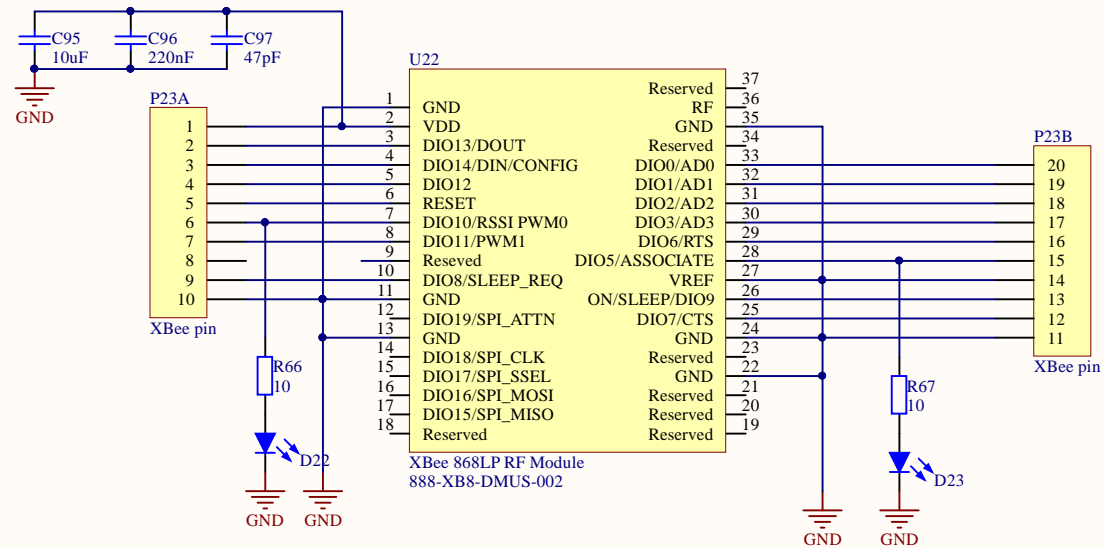 C95
10uF
C96
220nF
C97
47pF
GND
P23A
1
2
3
4
5
6
7
8
9
10
XBee pin
U22
1 GND
2 VDD
3 DIO13/DOUT
4 DIO14/DIN/CONFIG
5 DIO12
6 RESET
7 DIO10/RSSI PWM0
8 DIO11/PWM1
9 Reseved
10 DIO8/SLEEP_REQ
11 GND
12 DIO19/SPI_ATTN
13 GND
14 DIO18/SPI_CLK
15 DIO17/SPI_SSEL
16 DIO16/SPI_MOSI
17 DIO15/SPI_MISO
18 Reserved
Reserved 37
RF 36
GND 35
Reserved 34
DIO0/AD0 33
DIO1/AD1 32
DIO2/AD2 31
DIO3/AD3 30
DIO6/RTS 29
DIO5/ASSOCIATE 28
VREF 27
ON/SLEEP/DIO9 26
DIO7/CTS 25
GND 24
Reserved 23
GND 22
Reserved 21
Reserved 20
Reserved 19
XBee 868LP RF Module
888-XB8-DMUS-002
P23B
20
19
18
17
16
15
14
13
12
11
XBee pin
R66
10
D22
GND
GND
R67
10
D23
GND
GND